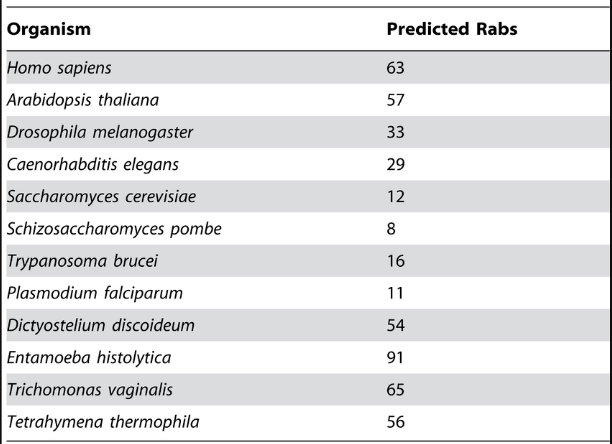 Organism Predicted Rabs
Homo sapiens 63
Arabidopsis thaliana 57
Drosophila melanogaster 33
Caenorhabditis elegans 29
Saccharomyces cerevisiae 12
Schizosaccharomyces pombe 8
Trypanosoma brucei 16
Plasmodium falciparum 11
Dictyostelium discoideum 54
Entamoeba histolytica 91
Trichomonas vaginalis 65
Tetrahymena thermophila 56